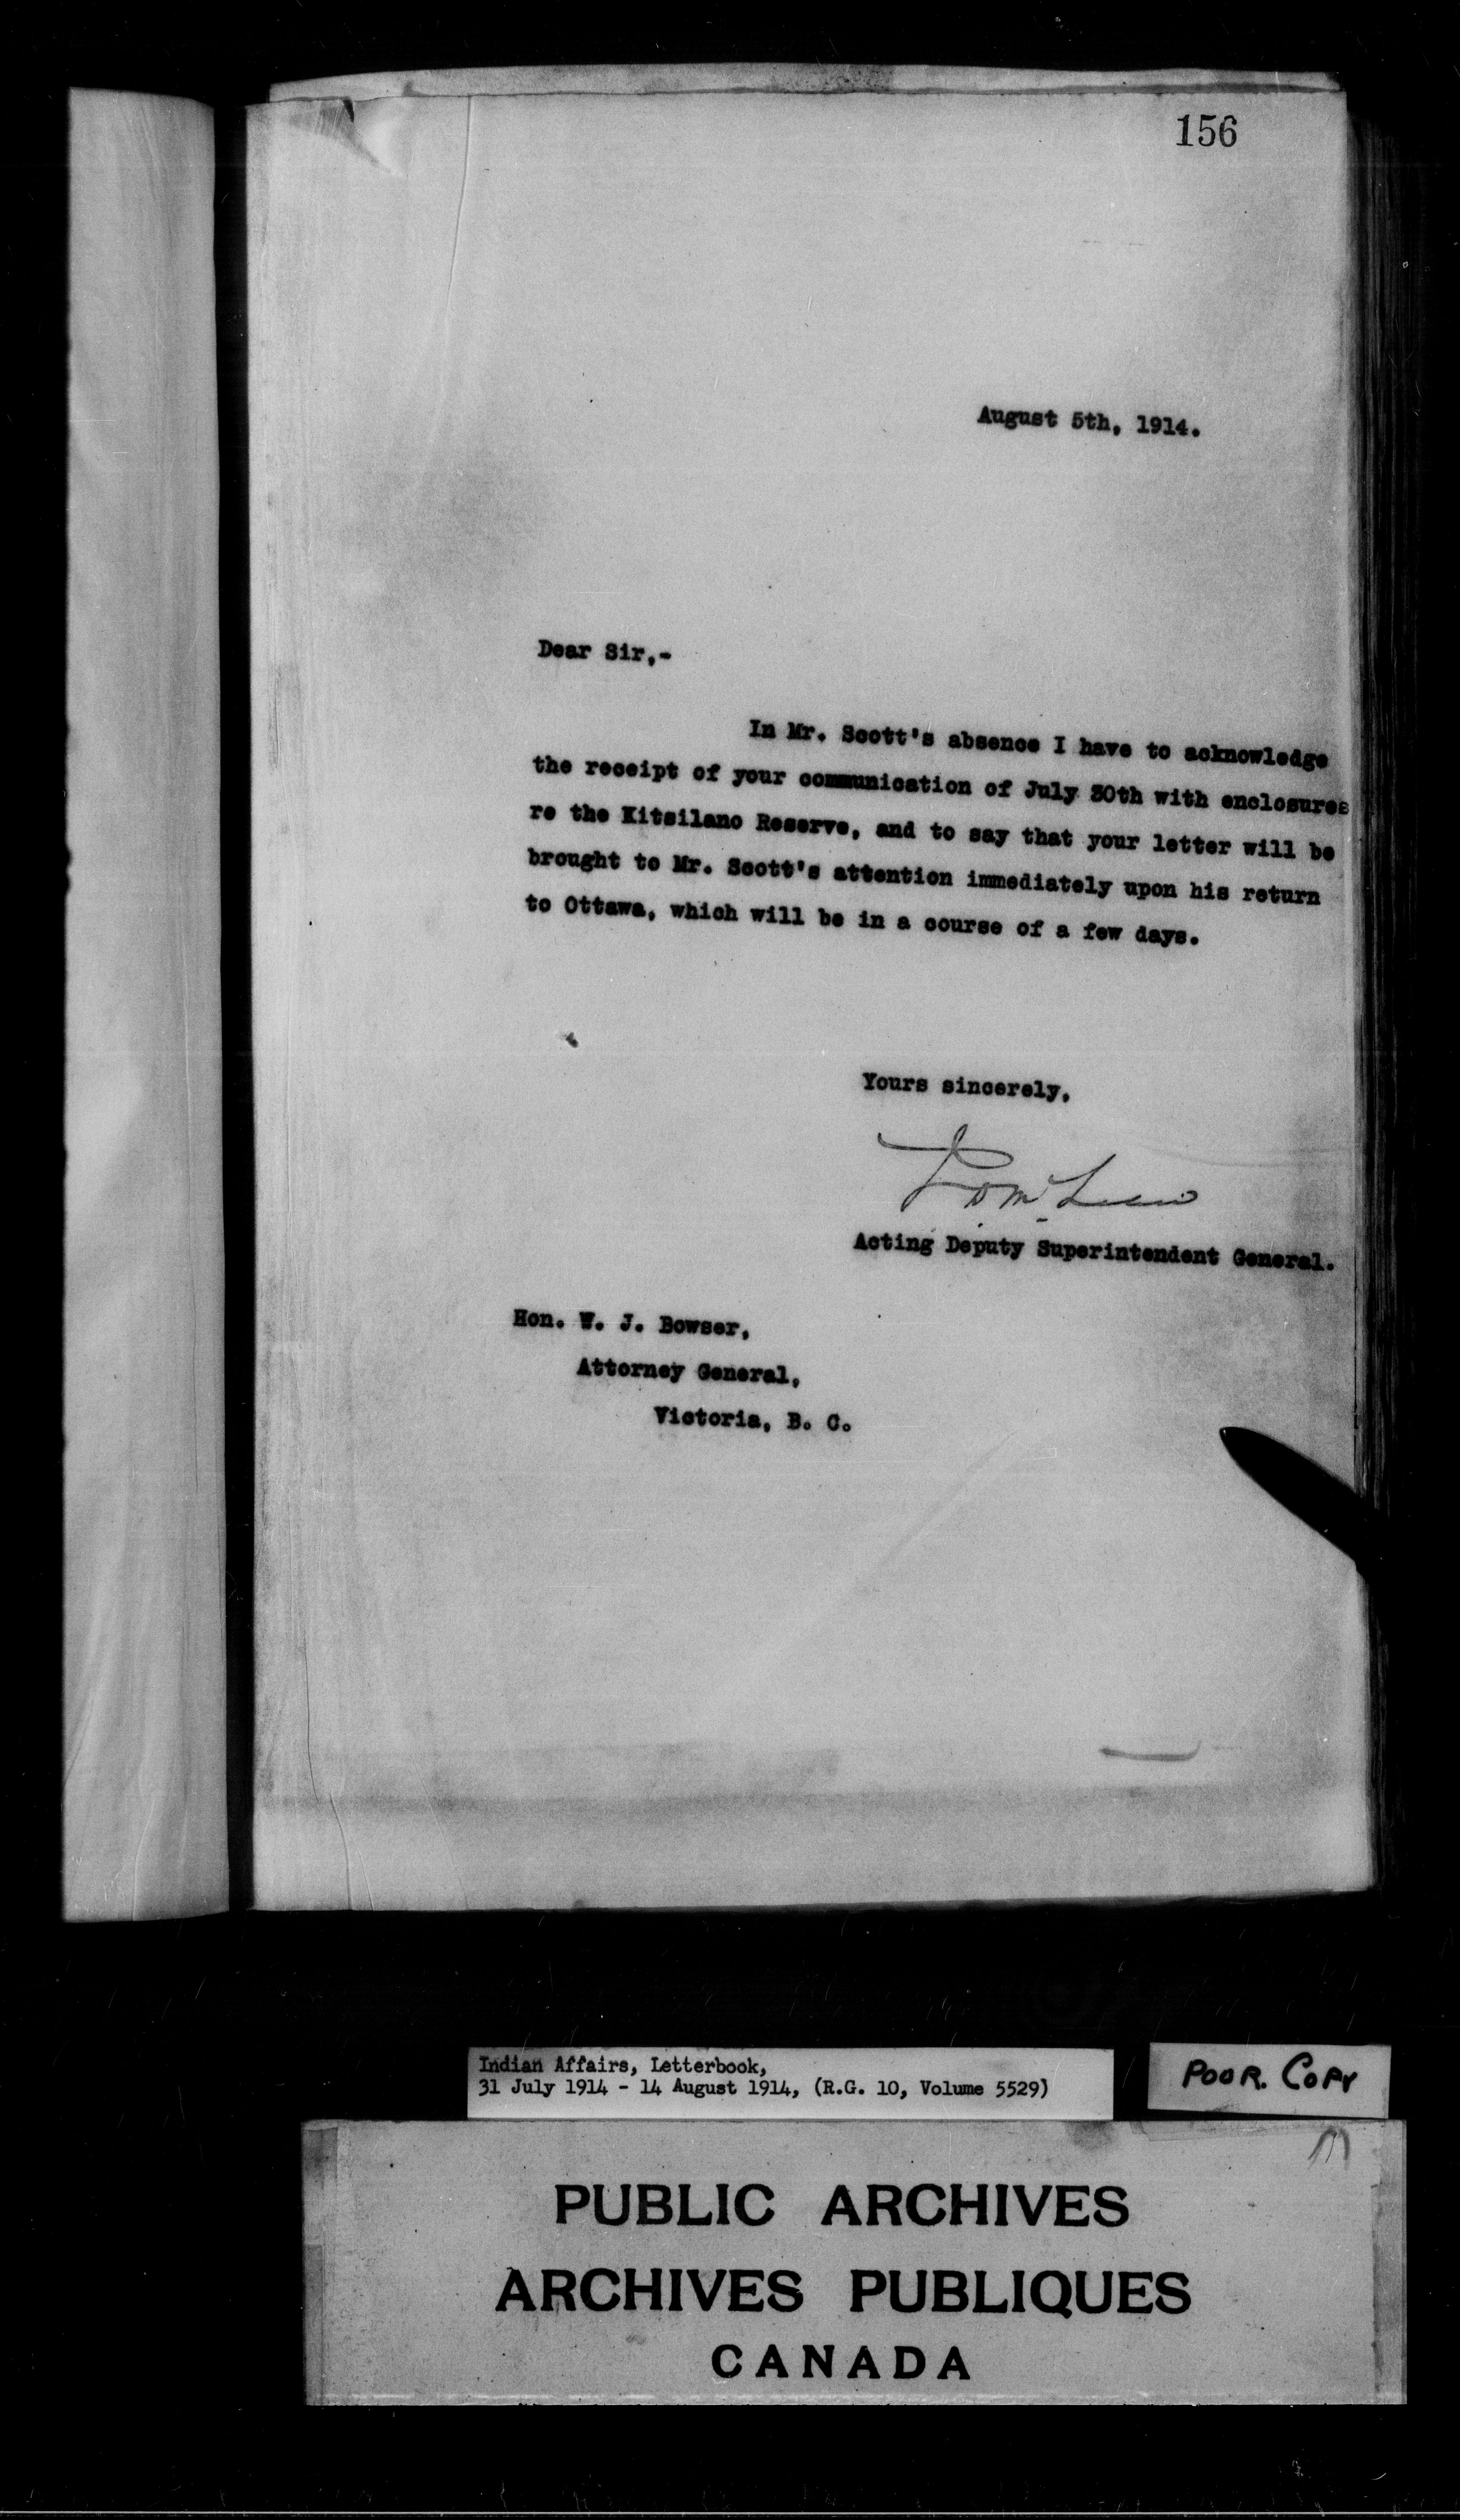 156
August 5th, 1914.
Dear Sir,-
In Mr. Scott's absence I have to acknowledge
the receipt of your communication of July 30th with enclosures
re the Kitsilano Reserve, and to say that your letter will be
brought to Mr. Scott's attention immediately upon his return
to Ottawa, which will be in a course of a few days.
Yours sincerely,
Acting Deputy Superintendent General.
Hon. W. J. Bowser,
Attorney General,
Victoria, B. C.
Indian Affairs, Letterbook,
31 July 1914 - 14 August 1914, (R.G. 10, Volume 5529)
POOR. COPY
PUBLIC ARCHIVES
ARCHIVES PUBLIQUES
CANADA